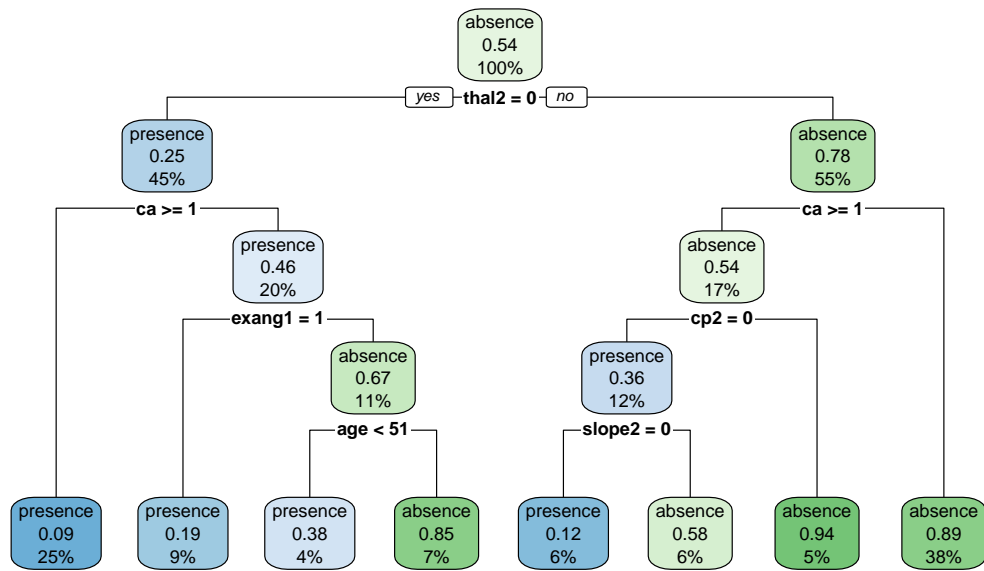 absence
0.54
100%
yes thal2 = 0 no
presence
0.25
45%
absence
0.78
55%
ca >= 1
ca >= 1
presence
0.46
20%
absence
0.54
17%
exang1 = 1
cp2 = 0
absence
0.67
11%
presence
0.36
12%
age < 51
slope2 = 0
presence
0.09
25%
presence
0.19
9%
presence
0.38
4%
absence
0.85
7%
presence
0.12
6%
absence
0.58
6%
absence
0.94
5%
absence
0.89
38%